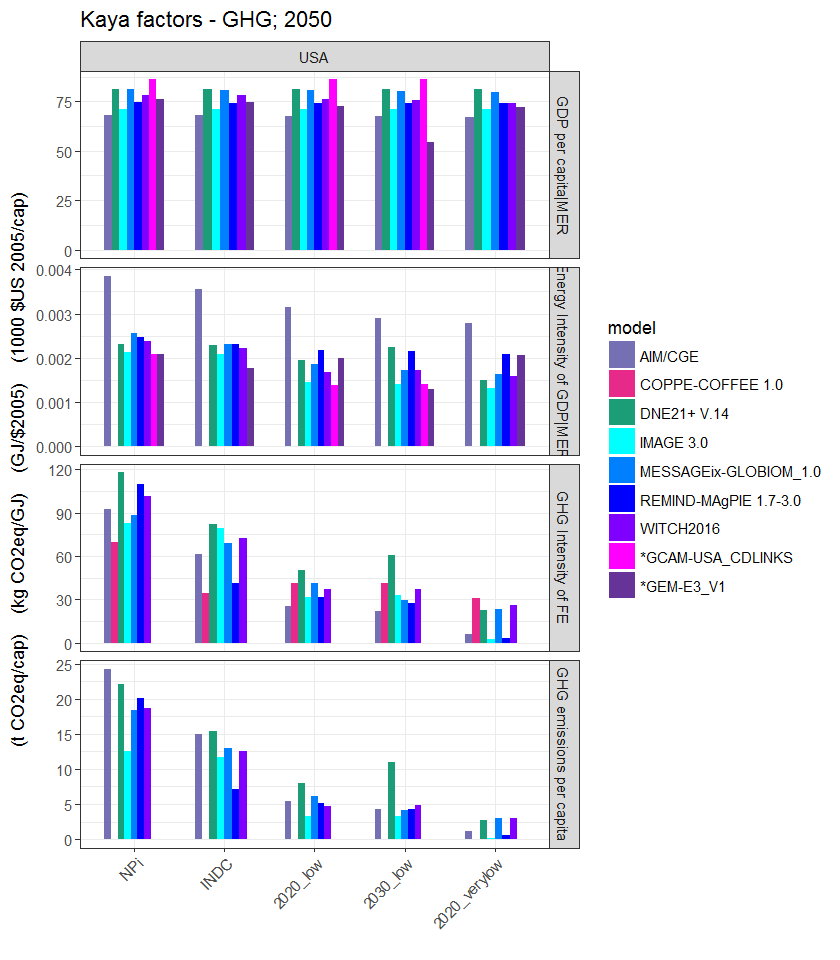 Kaya factors - GHG; 2050
USA
GDP per capita|MER
75
50
25
0
Energy Intensity of GDP|MER
0.004
0.003
0.002
0.001
0.000
GHG Intensity of FE
120
90
60
30
0
GHG emissions per capita
25
20
15
10
5
0
(t CO2eq/cap) (kg CO2eq/GJ) (GJ/$2005) (1000 $US 2005/cap)
NPi
INDC
2020_low
2030_low
2020_verylow
model
AIM/CGE
COPPE-COFFEE 1.0
DNE21+ V.14
IMAGE 3.0
MESSAGEix-GLOBIOM_1.0
REMIND-MAgPIE 1.7-3.0
WITCH2016
*GCAM-USA_CDLINKS
*GEM-E3_V1